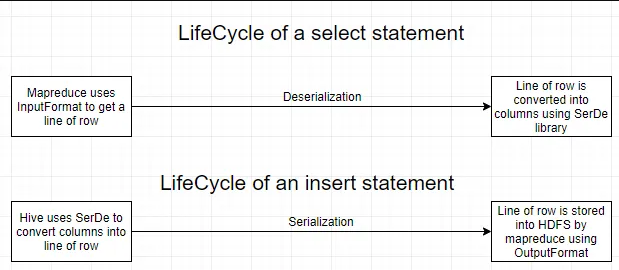 LifeCycle of a select statement
Mapreduce uses
InputFormat to get a
line of row
Deserialization
Line of row is
converted into
columns using SerDe
library
LifeCycle of an insert statement
Hive uses SerDe to
convert columns into
line of row
Serialization
Line of row is stored
into HDFS by
mapreduce using
OutputFormat